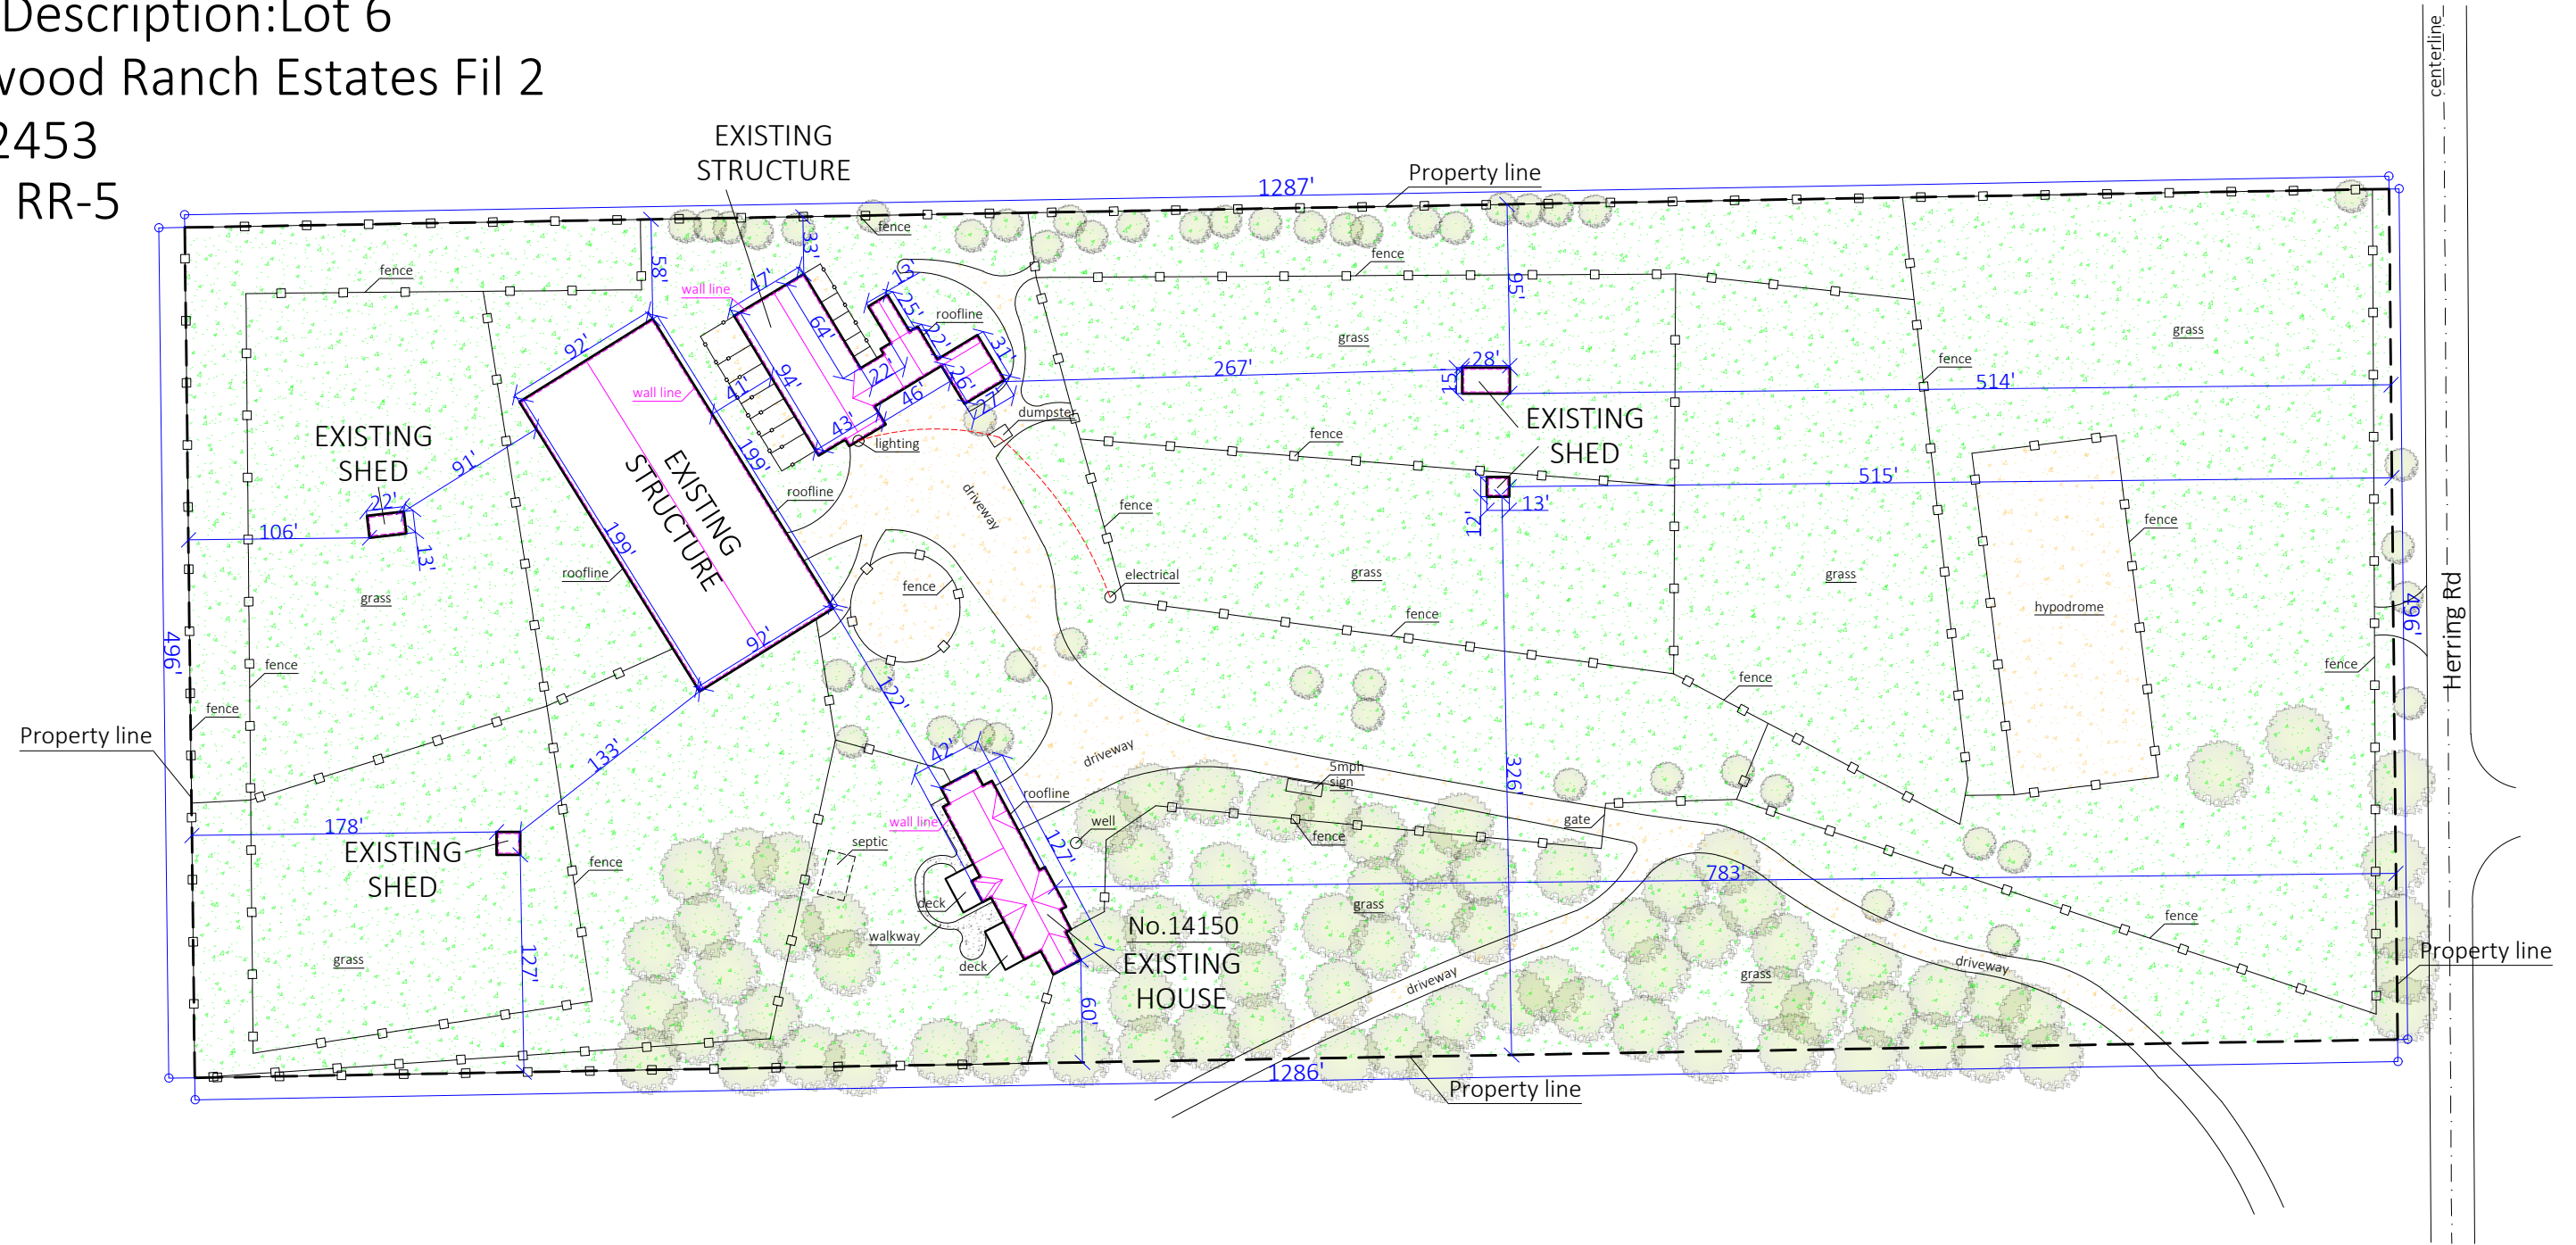 Description:Lot 6
wood Ranch Estates Fil 2
2453
RR-5
centerline
EXISTING
STRUCTURE
1287'
Property line
fence
33'
58'
47'
13'
fence
fence
wall line
25'
roofline
22'
64'
31'
95'
grass
grass
92'
28'
fence
267'
15'
514'
wall line
94'
41'
22'
46'
26'
27'
dumpster
EXISTING
SHED
43'
lighting
fence
EXISTING
SHED
91'
199'
515'
EXISTING
STRUCTURE
roofline
driveway
22'
106'
13'
12'
13'
fence
fence
199'
roofline
grass
fence
electrical
grass
grass
hypodrome
fence
496'
496'
Herring Rd
92'
fence
fence
fence
fence
122'
Property line
133'
42'
driveway
5mph
sign
roofline
326'
178'
wall line
well
gate
fence
EXISTING
SHED
septic
127'
fence
783'
deck
grass
fence
walkway
No.14150
EXISTING
HOUSE
grass
127'
deck
driveway
driveway
grass
Property line
60'
1286'
Property line